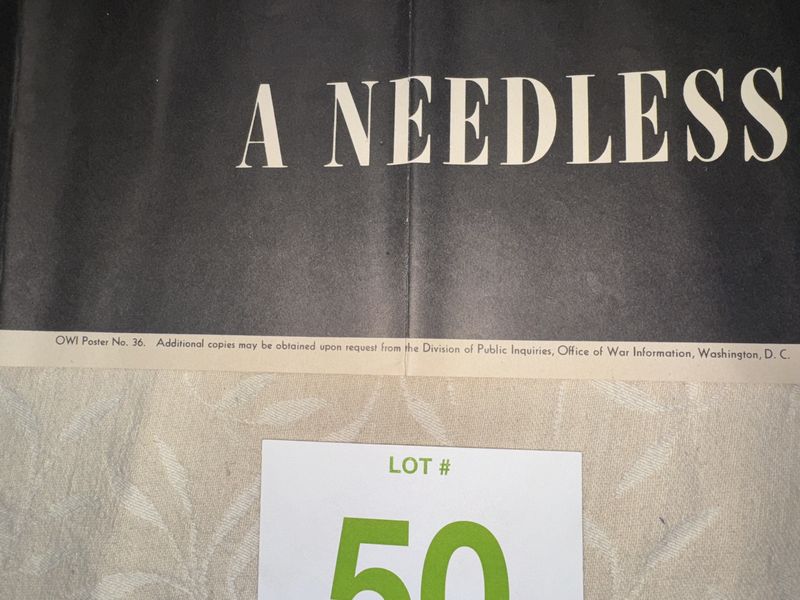 A NEEDLESS
OWI Poster No. 36. Additional copies may be obtained upon request from the Division of Public Inquiries, Office of War Information, Washington, D. C.
LOT #
50